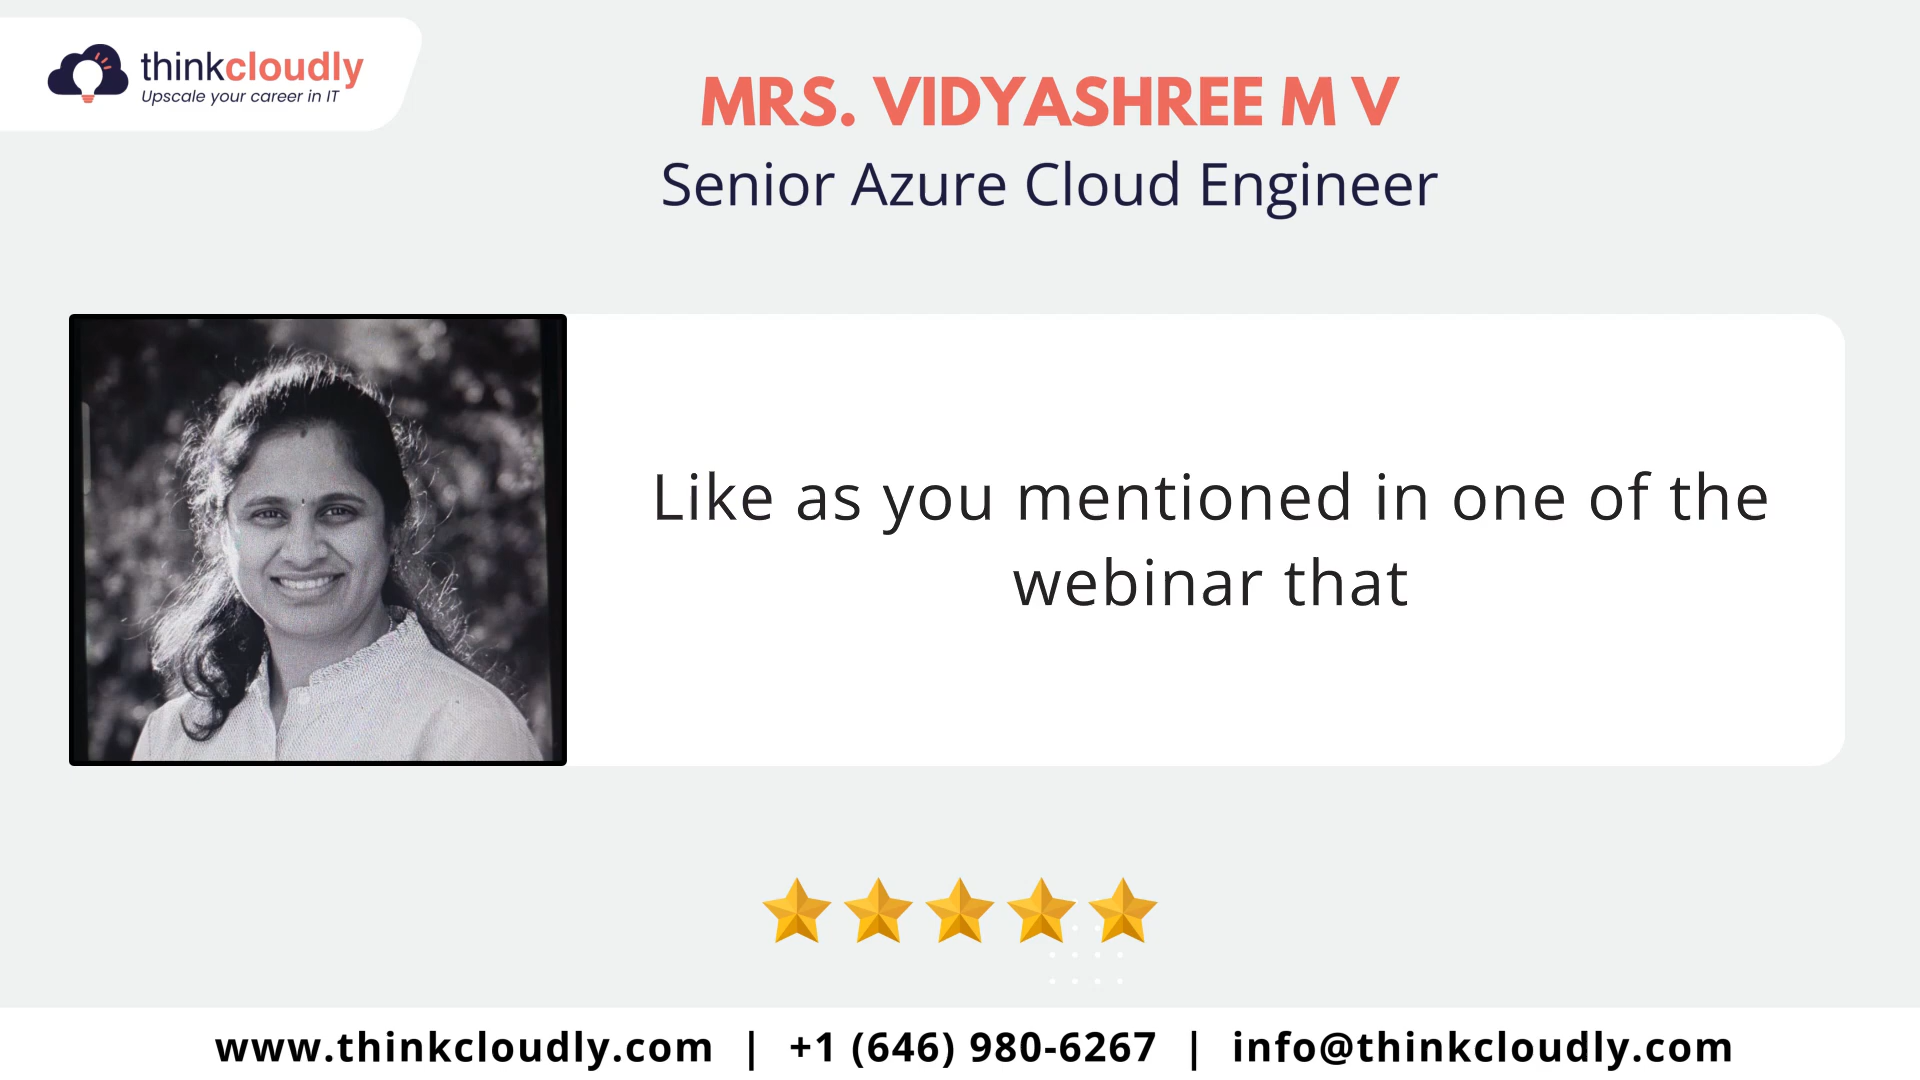 thinkcloudly
Upscale your career in IT
MRS. VIDYASHREE M V
Senior Azure Cloud Engineer
Like as you mentioned in one of the
webinar that
www.thinkcloudly.com | +1 (646) 980-6267 | info@thinkcloudly.com